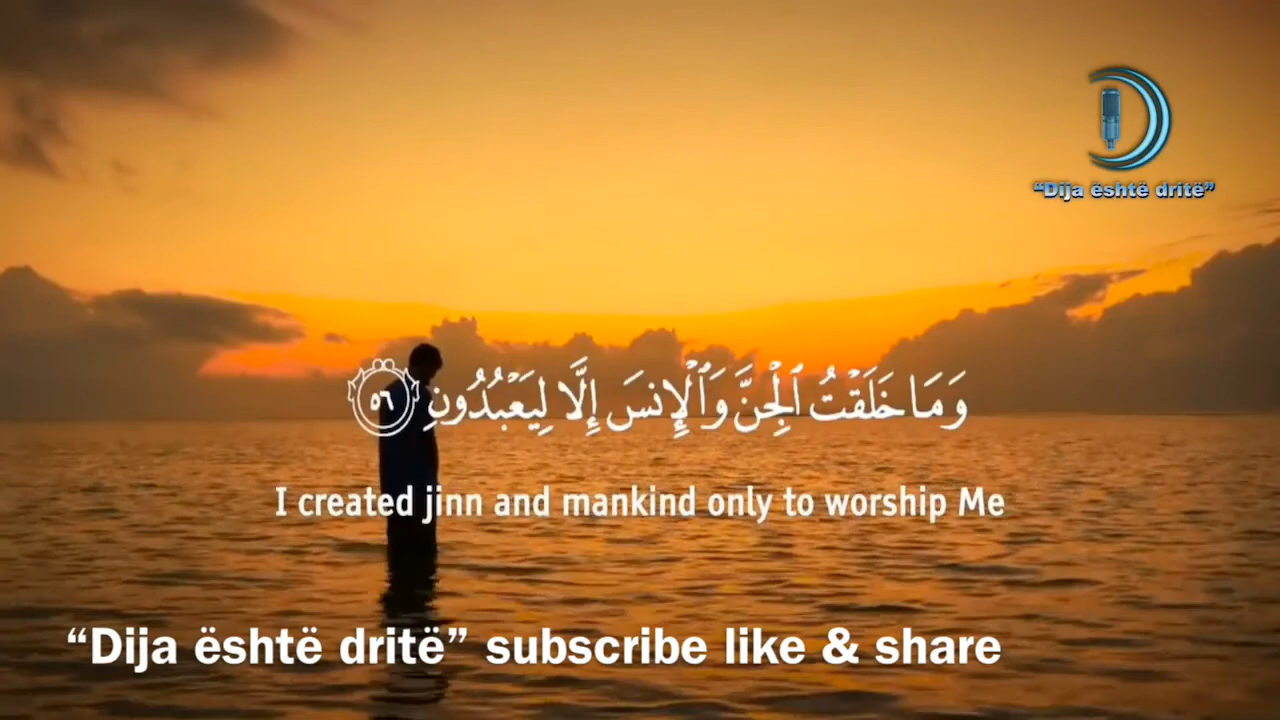 “Dija është dritë”
وَمَا خَلَقْتُ ٱلْجِنَّ وَٱلْإِنسَ إِلَّا لِيَعْبُدُونِ ٥٦
I created jinn and mankind only to worship Me
“Dija është dritë” subscribe like & share